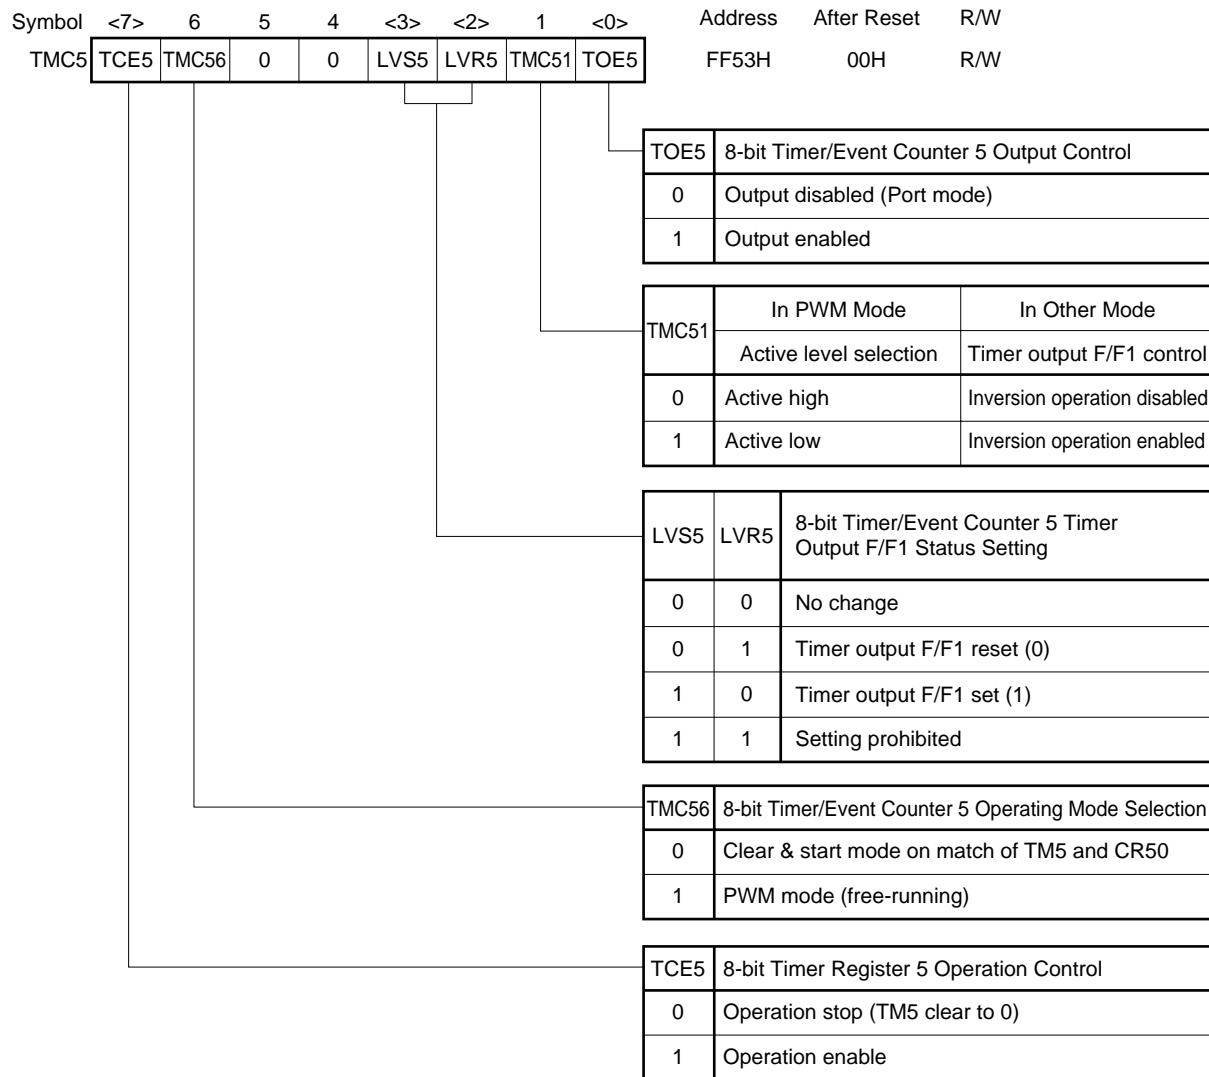 Symbol <7> 6 5 4 <3> <2> 1 <0> Address After Reset R/W
TMC5 TCE5 TMC56 0 0 LVS5 LVR5 TMC51 TOE5 FF53H 00H R/W
TOE5 8-bit Timer/Event Counter 5 Output Control
0 Output disabled (Port mode)
1 Output enabled
TMC51 In PWM Mode In Other Mode
Active level selection Timer output F/F1 control
0 Active high Inversion operation disabled
1 Active low Inversion operation enabled
LVS5 LVR5 8-bit Timer/Event Counter 5 Timer
Output F/F1 Status Setting
0 0 No change
0 1 Timer output F/F1 reset (0)
1 0 Timer output F/F1 set (1)
1 1 Setting prohibited
TMC56 8-bit Timer/Event Counter 5 Operating Mode Selection
0 Clear & start mode on match of TM5 and CR50
1 PWM mode (free-running)
TCE5 8-bit Timer Register 5 Operation Control
0 Operation stop (TM5 clear to 0)
1 Operation enable